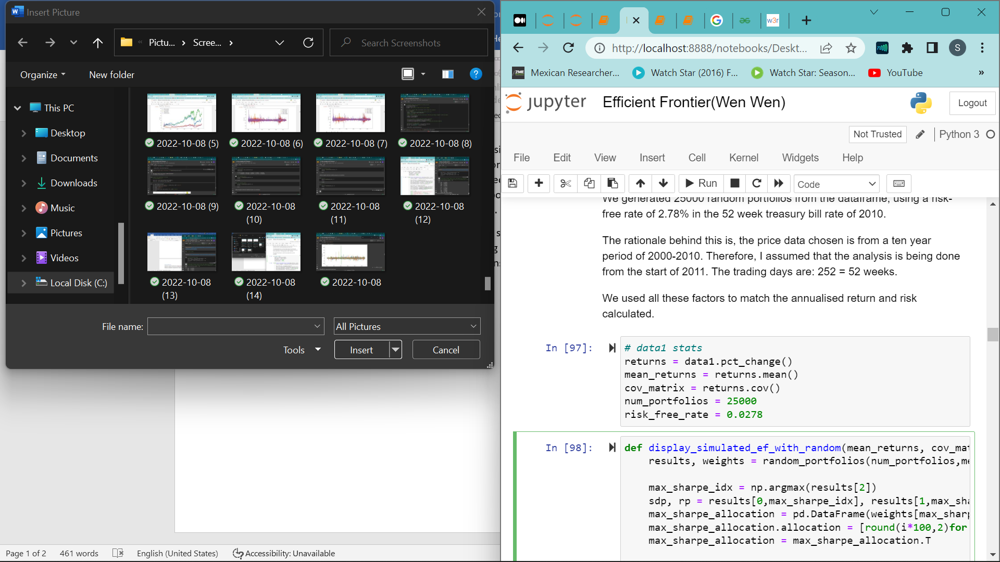 Insert Picture
Pictu...
Scree...
Search Screenshots
Organize
New folder
This PC
Desktop
Documents
Downloads
Music
Pictures
Videos
Local Disk (C:)
2022-10-08 (5)
2022-10-08 (6)
2022-10-08 (7)
2022-10-08 (8)
2022-10-08 (9)
2022-10-08 (10)
2022-10-08 (11)
2022-10-08 (12)
2022-10-08 (13)
2022-10-08 (14)
2022-10-08
File name:
All Pictures
Tools
Insert
Cancel
Page 1 of 2
461 words
English (United States)
Accessibility: Unavailable
w3r
http://localhost:8888/notebooks/Deskt...
S
Mexican Researcher...
Watch Star (2016) F...
Watch Star: Season...
YouTube
jupyter
Efficient Frontier(Wen Wen)
Logout
Not Trusted
Python 3
File Edit View Insert Cell Kernel Widgets Help
Run
Code
We generated 25000 random portfolios from the dataframe, using a risk-
free rate of 2.78% in the 52 week treasury bill rate of 2010.
The rationale behind this is, the price data chosen is from a ten year
period of 2000-2010. Therefore, I assumed that the analysis is being done
from the start of 2011. The trading days are: 252 = 52 weeks.
We used all these factors to match the annualised return and risk
calculated.
In [97]:
# data1 stats
returns = data1.pct_change()
mean_returns = returns.mean()
cov_matrix = returns.cov()
num_portfolios = 25000
risk_free_rate = 0.0278
In [98]:
def display_simulated_ef_with_random(mean_returns, cov_mat
results, weights = random_portfolios(num_portfolios,me
max_sharpe_idx = np.argmax(results[2])
sdp, rp = results[0,max_sharpe_idx], results[1,max_sha
max_sharpe_allocation = pd.DataFrame(weights[max_sharp
max_sharpe_allocation.allocation = [round(i*100,2)for
max_sharpe_allocation = max_sharpe_allocation.T